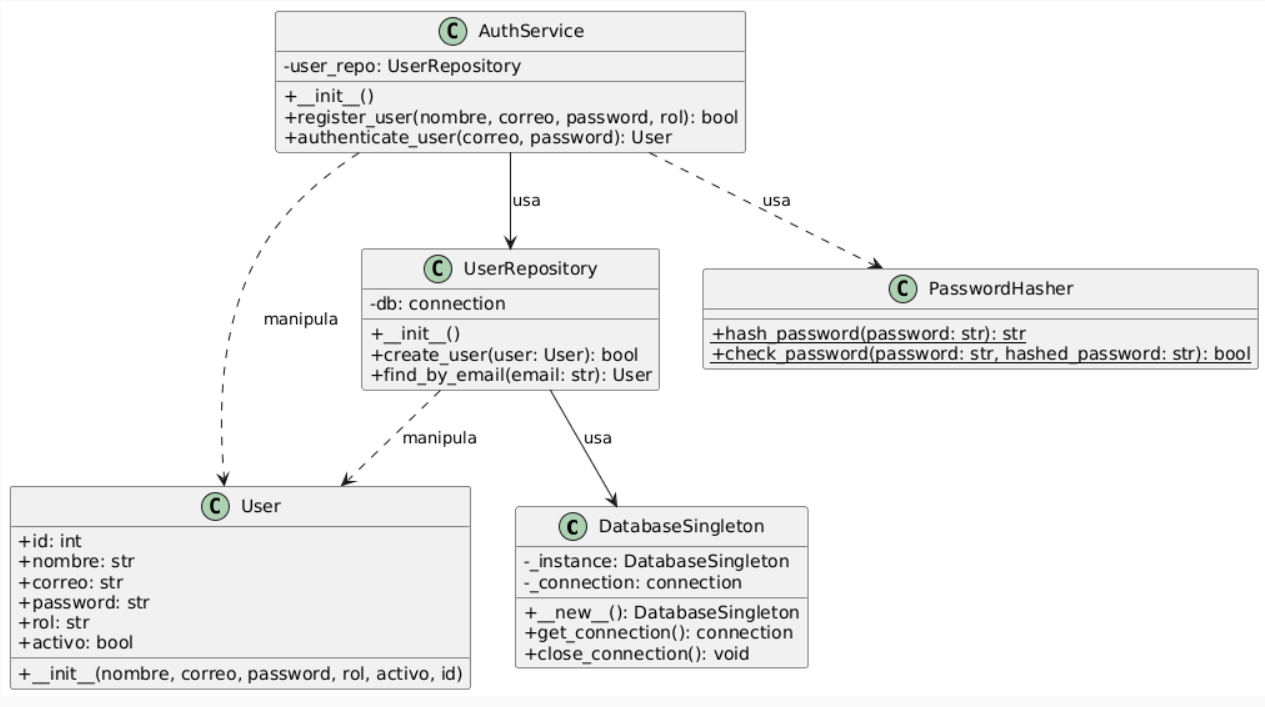 C AuthService
-user_repo: UserRepository
+__init__()
+register_user(nombre, correo, password, rol): bool
+authenticate_user(correo, password): User
usa
usa
manipula
C UserRepository
-db: connection
+__init__()
+create_user(user: User): bool
+find_by_email(email: str): User
C PasswordHasher
+hash_password(password: str): str
+check_password(password: str, hashed_password: str): bool
manipula
usa
C User
+id: int
+nombre: str
+correo: str
+password: str
+rol: str
+activo: bool
+__init__(nombre, correo, password, rol, activo, id)
C DatabaseSingleton
-_instance: DatabaseSingleton
-_connection: connection
+__new__(): DatabaseSingleton
+get_connection(): connection
+close_connection(): void